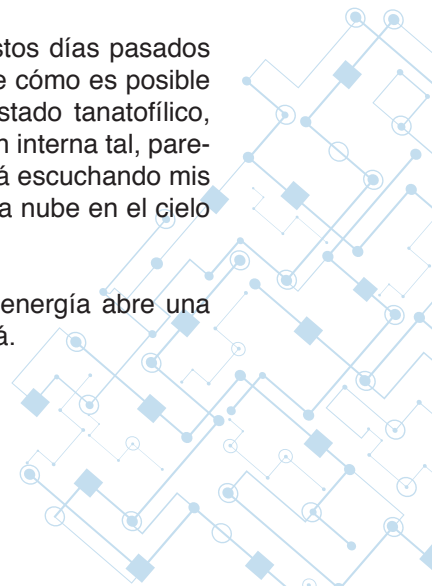 stos días pasados
e cómo es posible
stado tanatofílico,
n interna tal, pare-
á escuchando mis
a nube en el cielo
energía abre una
á.